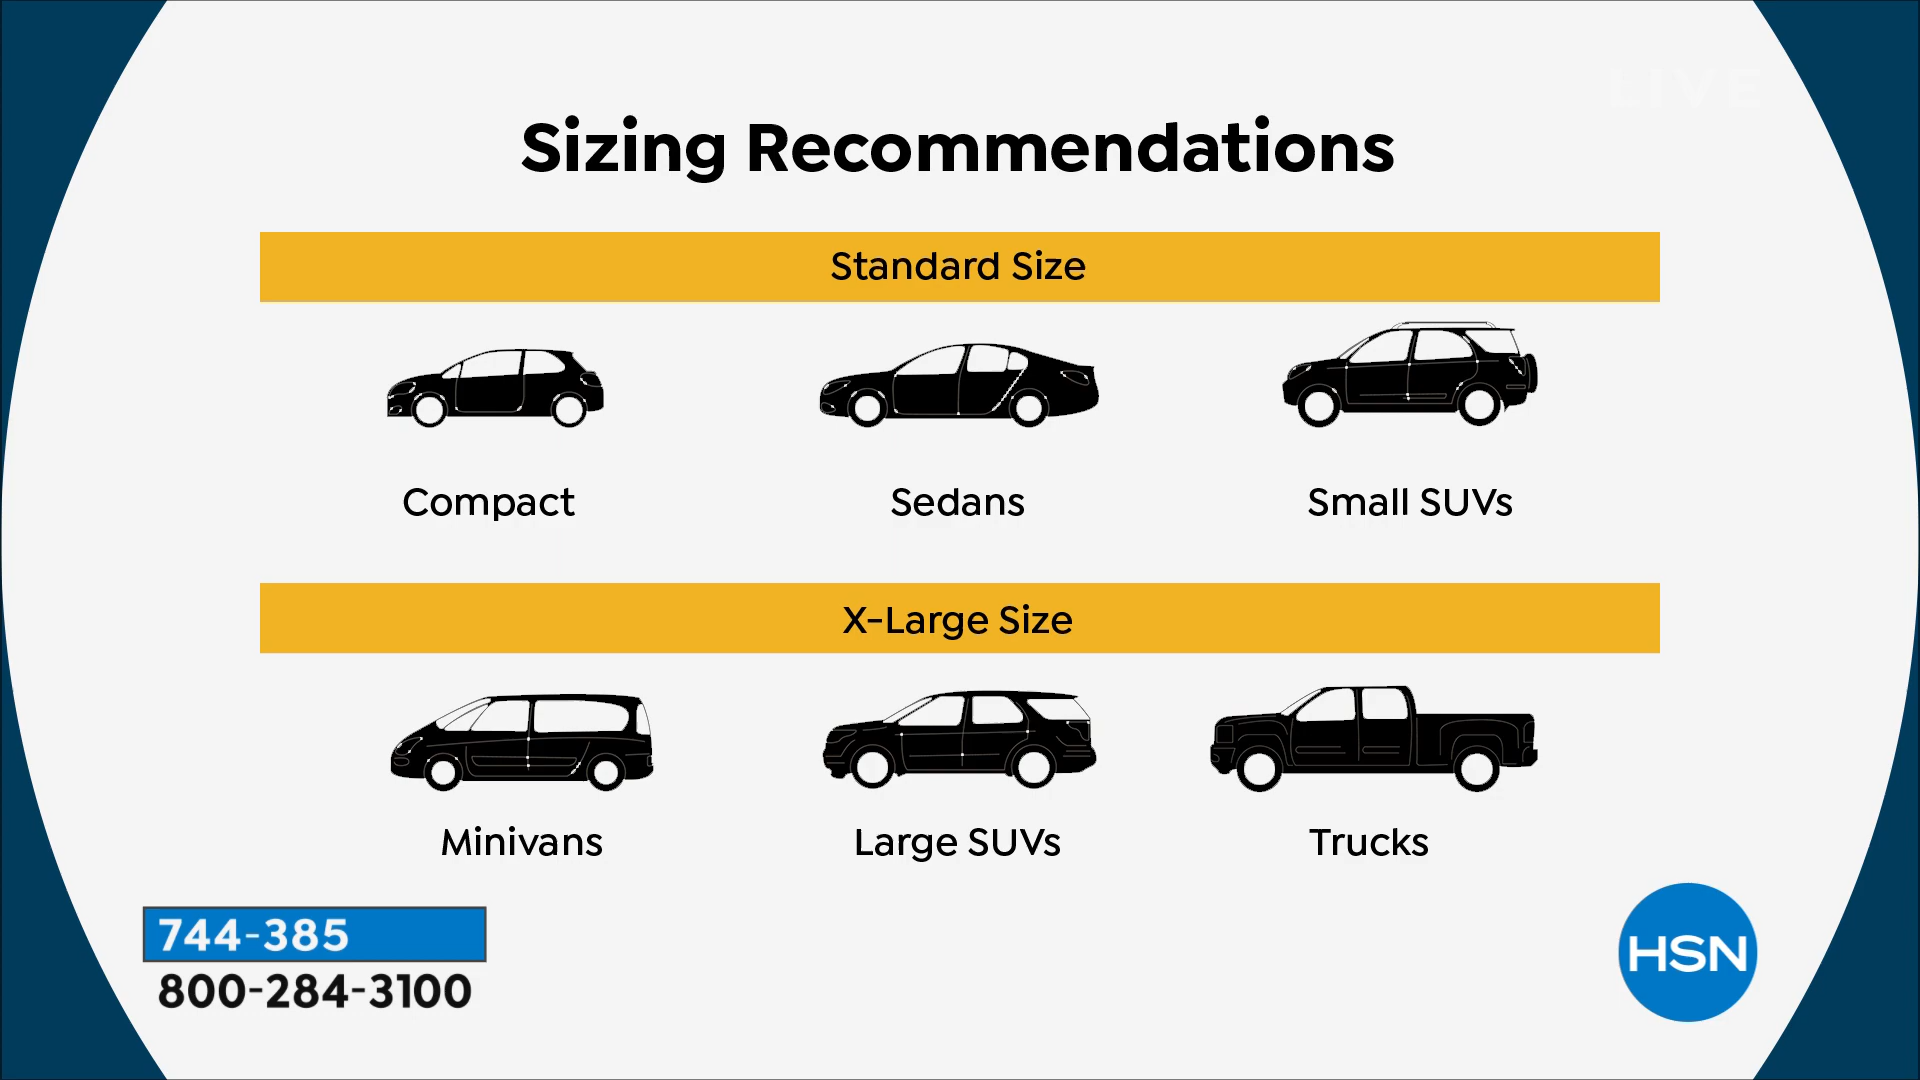 LIVE
Sizing Recommendations
Standard Size
Compact
Sedans
Small SUVs
X-Large Size
Minivans
Large SUVs
Trucks
744-385
800-284-3100
HSN